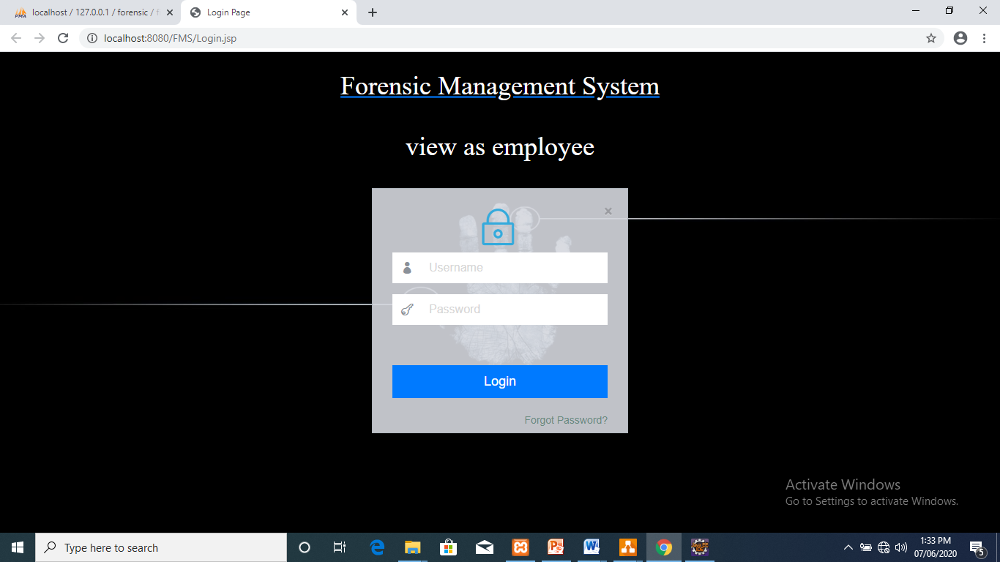 localhost / 127.0.0.1 / forensic / f
Login Page
localhost:8080/FMS/Login.jsp
Forensic Management System
view as employee
Username
Password
Login
Forgot Password?
Activate Windows
Go to Settings to activate Windows.
Type here to search
1:33 PM
07/06/2020
5